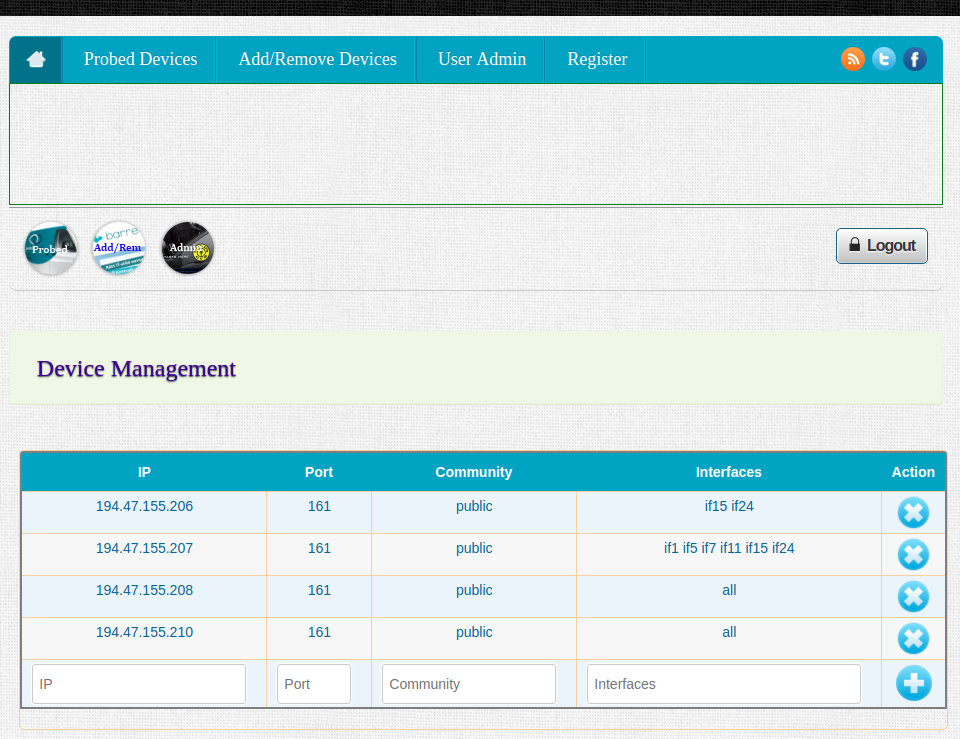 Probed Devices Add/Remove Devices User Admin Register
Probed Add/Rem Admin Logout
barre
Device Management
IP Port Community Interfaces Action
194.47.155.206 161 public if15 if24
194.47.155.207 161 public if1 if5 if7 if11 if15 if24
194.47.155.208 161 public all
194.47.155.210 161 public all
IP Port Community Interfaces